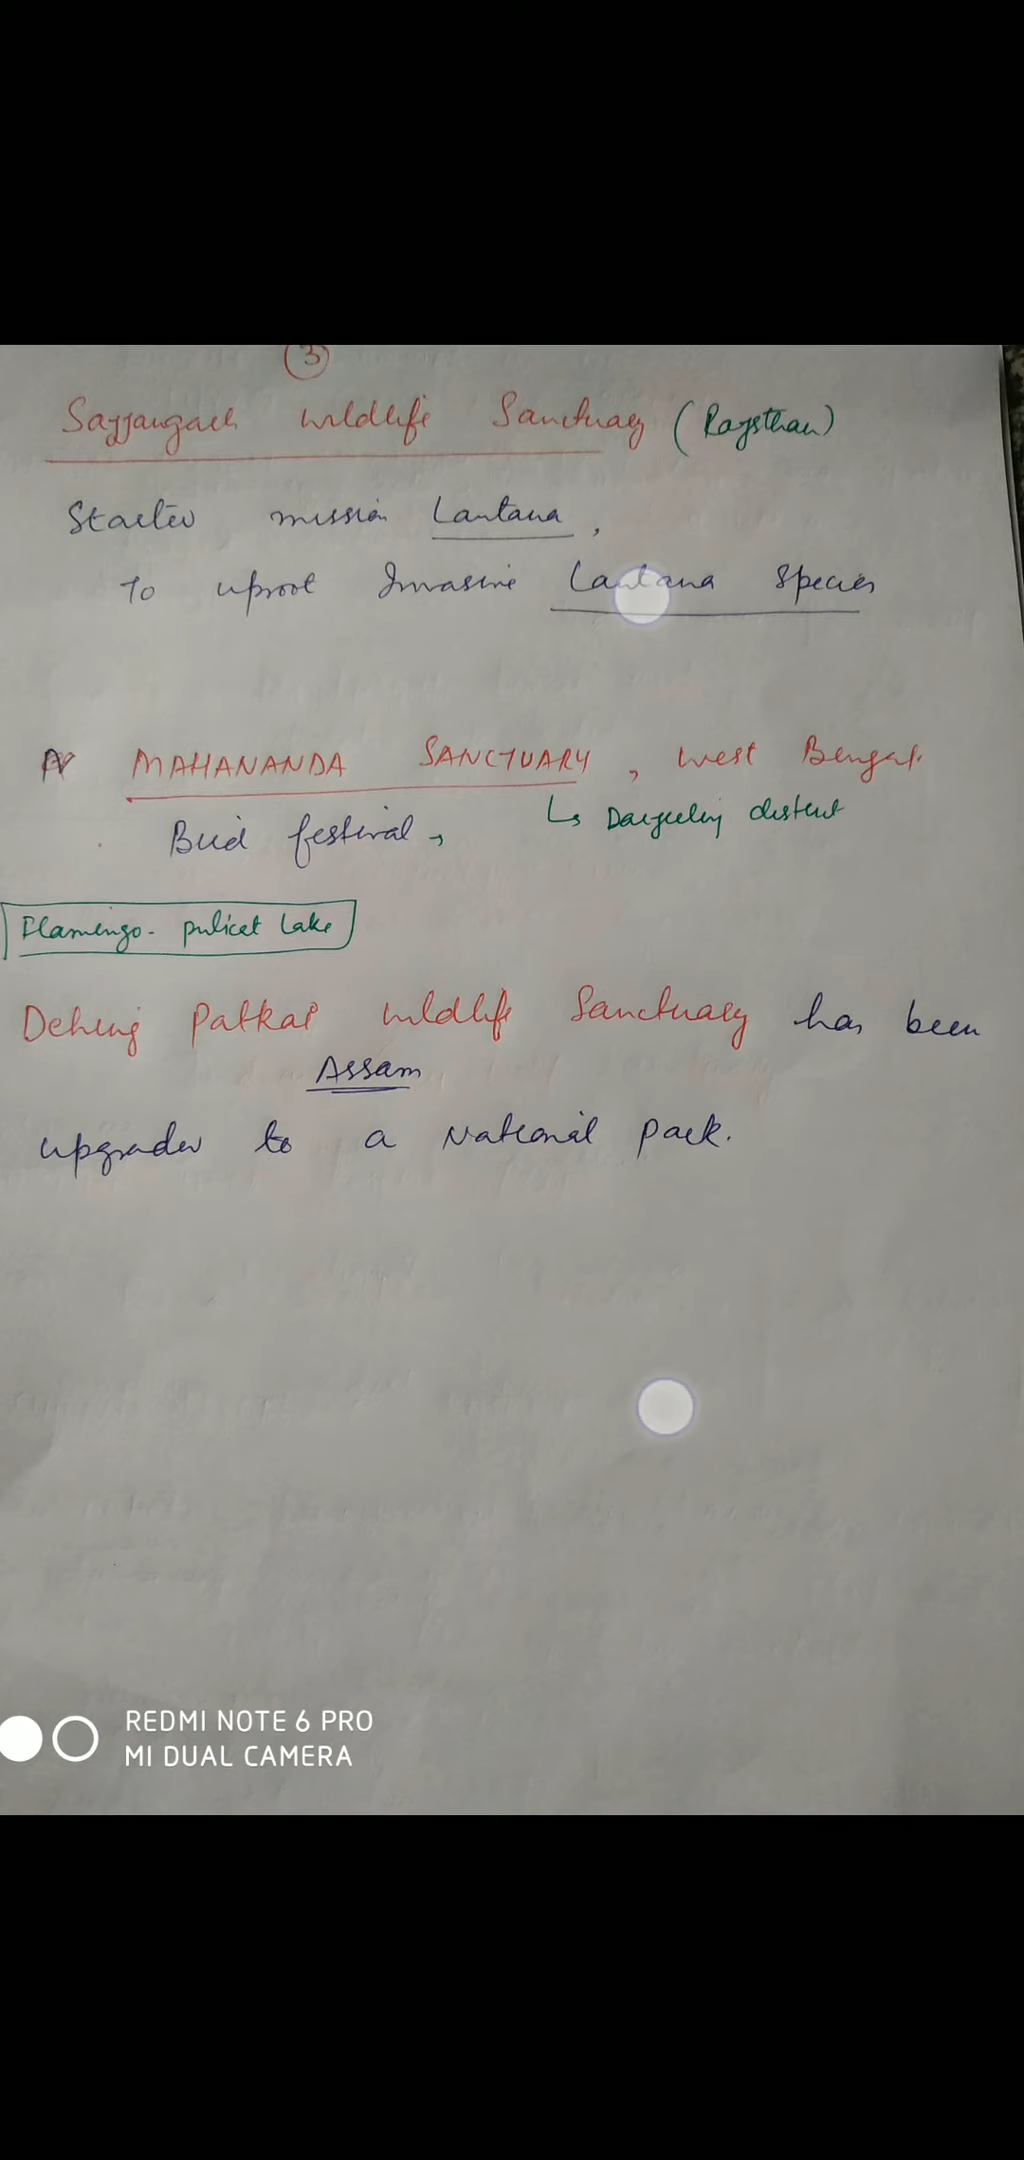 3
Sajjangarh wildlife Sanctuary (Rajsthan)
Started mission Lantana,
To uproot Invasive Lantana species
MAHANANDA SANCTUARY, West Bengal.
Bird festival → ↳ Darjeeling district
Flamingo - pulicat Lake
Dehing Patkai wildlife Sanctuary has been
Assam
upgraded to a National park.
REDMI NOTE 6 PRO
MI DUAL CAMERA